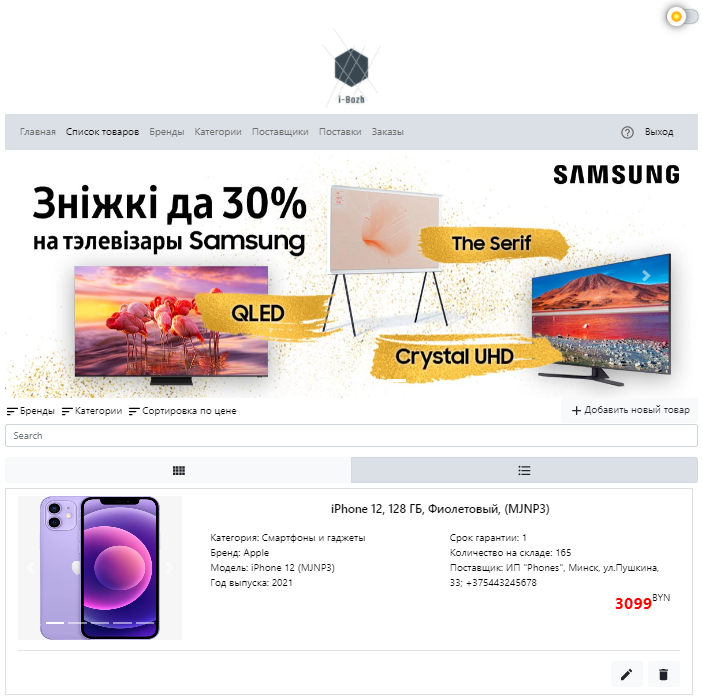 i-Bozh
Главная Список товаров Бренды Категории Поставщики Поставки Заказы Выход
SAMSUNG
Зніжкі да 30%
на тэлевізары Samsung
The Serif
QLED
Crystal UHD
Бренды Категории Сортировка по цене Добавить новый товар
Search
iPhone 12, 128 ГБ, Фиолетовый, (MJNP3)
Категория: Смартфоны и гаджеты
Бренд: Apple
Модель: iPhone 12 (MJNP3)
Год выпуска: 2021
Срок гарантии: 1
Количество на складе: 165
Поставщик: ИП "Phones", Минск, ул.Пушкина,
33; +375443245678
3099BYN